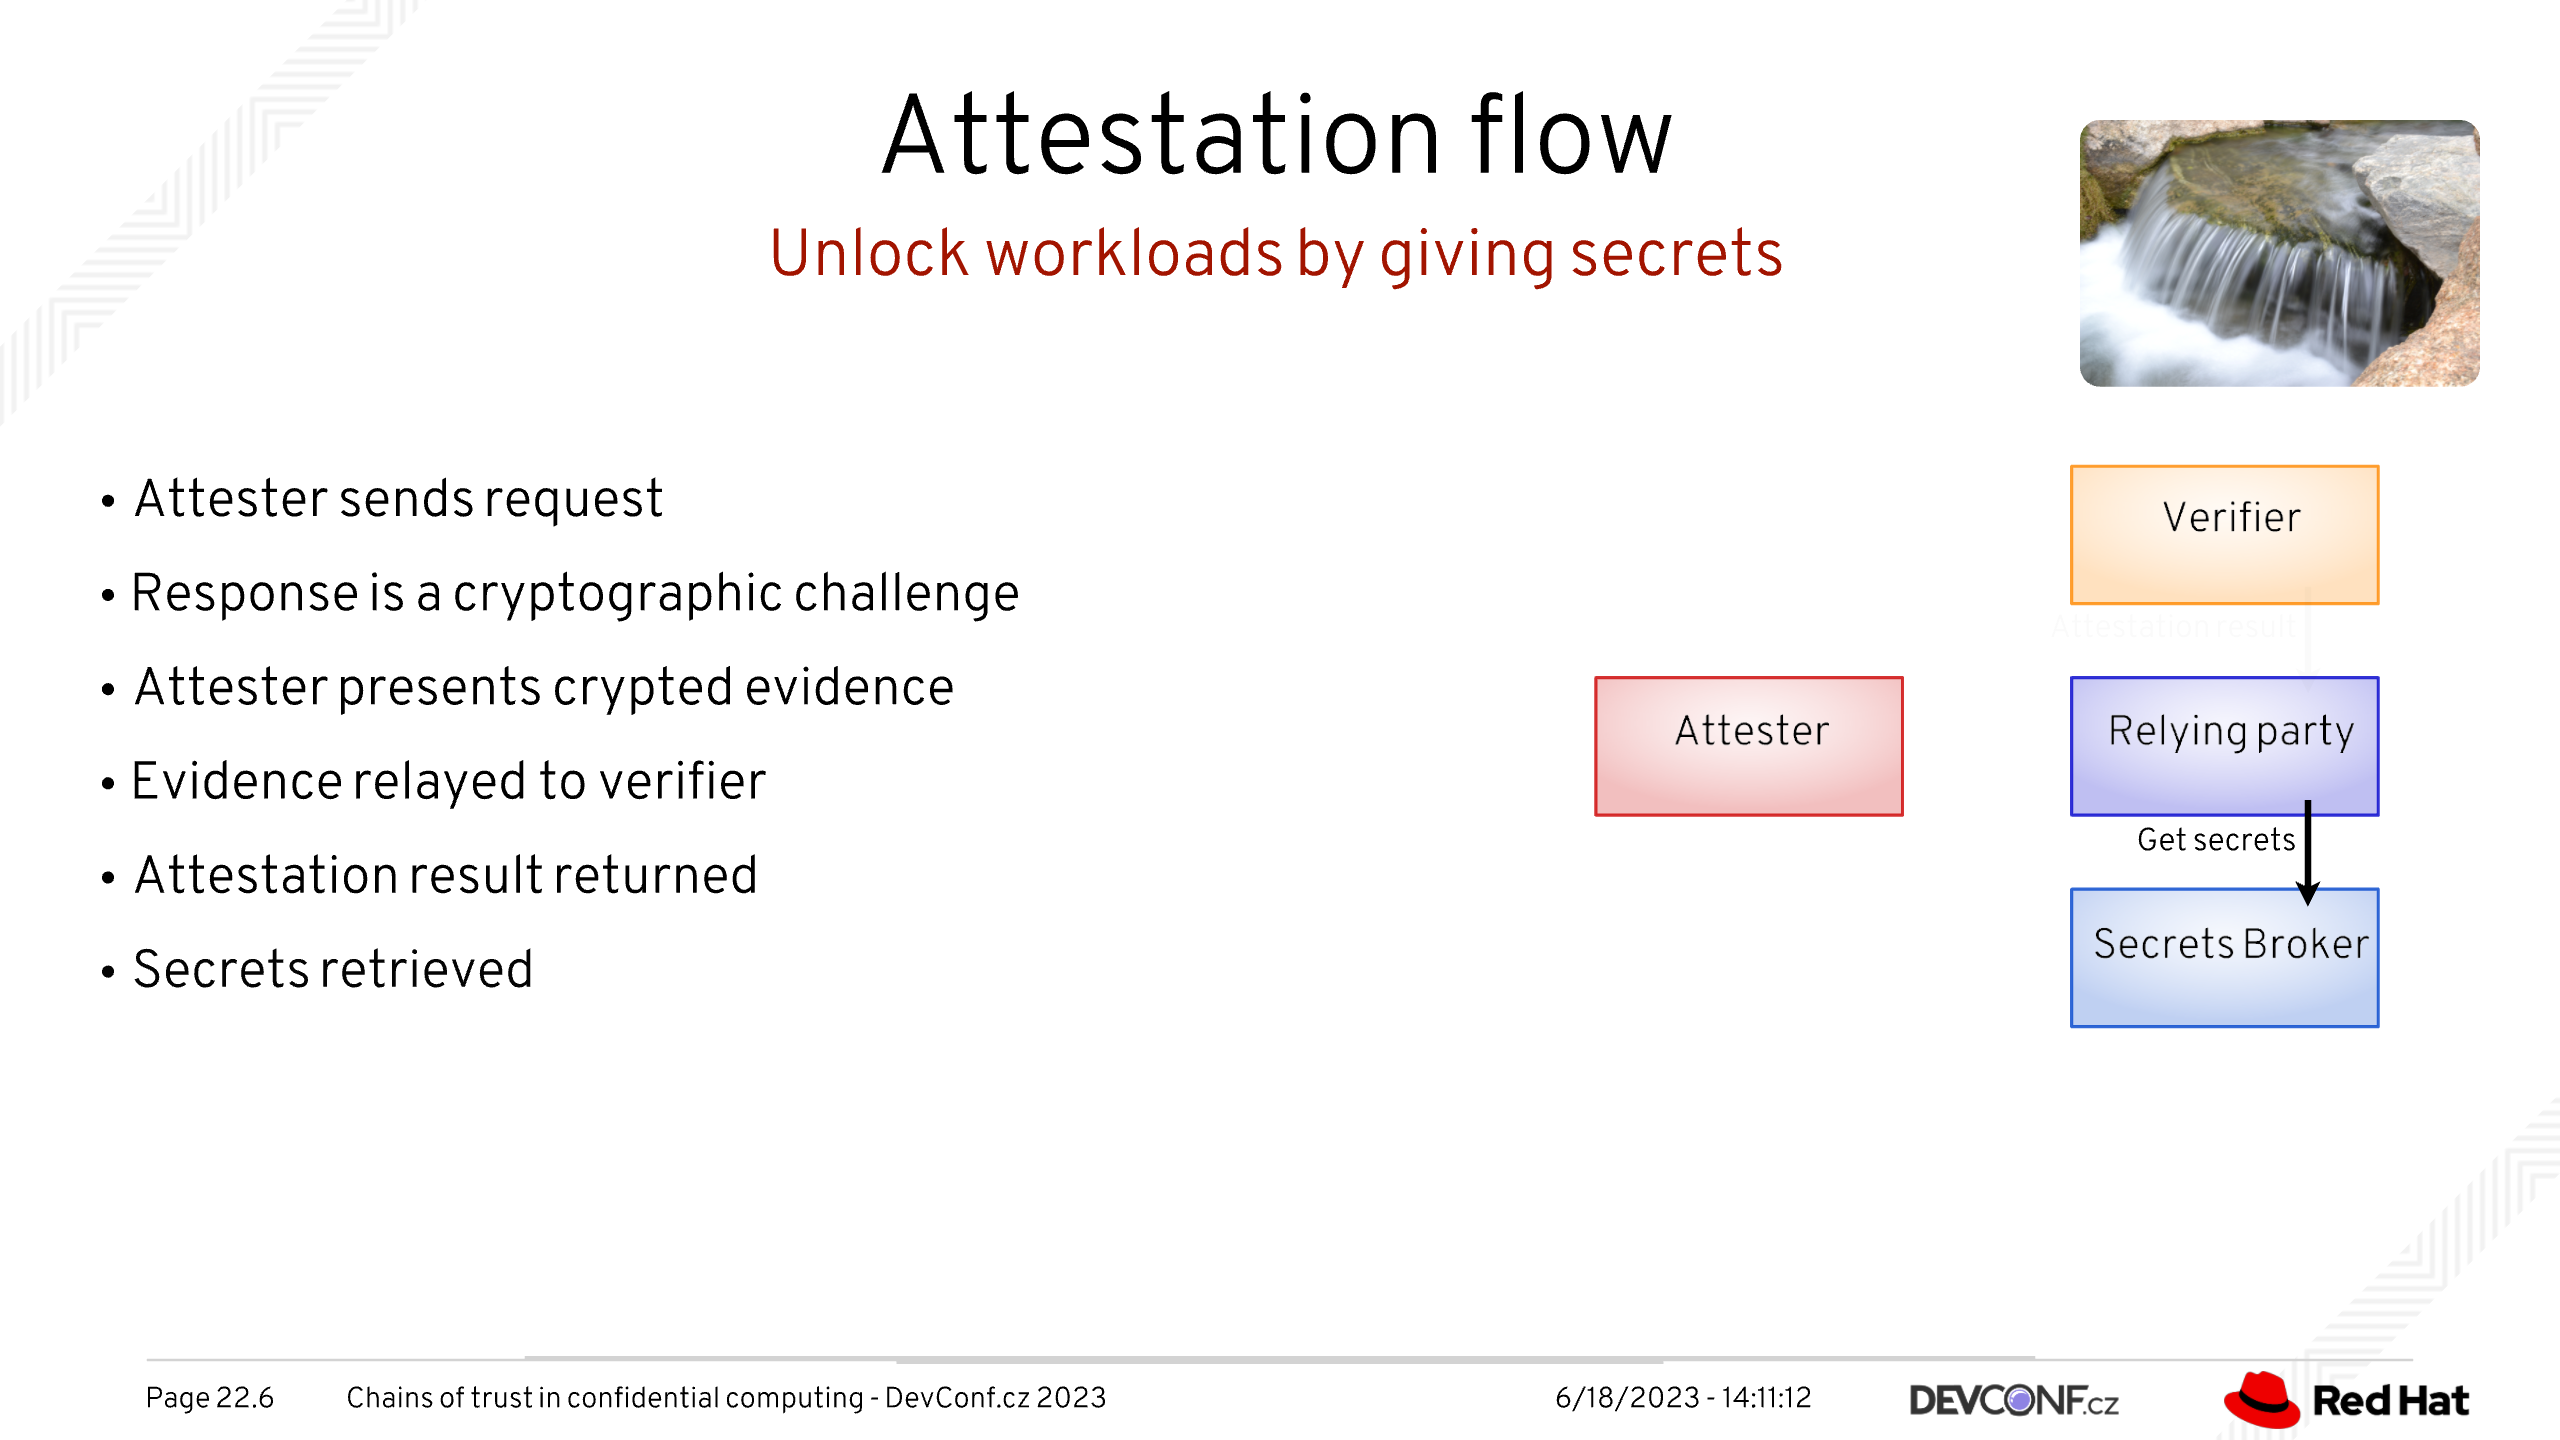 Attestation flow
Unlock workloads by giving secrets
• Attester sends request
• Response is a cryptographic challenge
• Attester presents crypted evidence
• Evidence relayed to verifier
• Attestation result returned
• Secrets retrieved
Verifier
Attestation result
Attester
Relying party
Get secrets
Secrets Broker
Page 22.6
Chains of trust in confidential computing - DevConf.cz 2023
6/18/2023 - 14:11:12
DEVCONF.cz
Red Hat